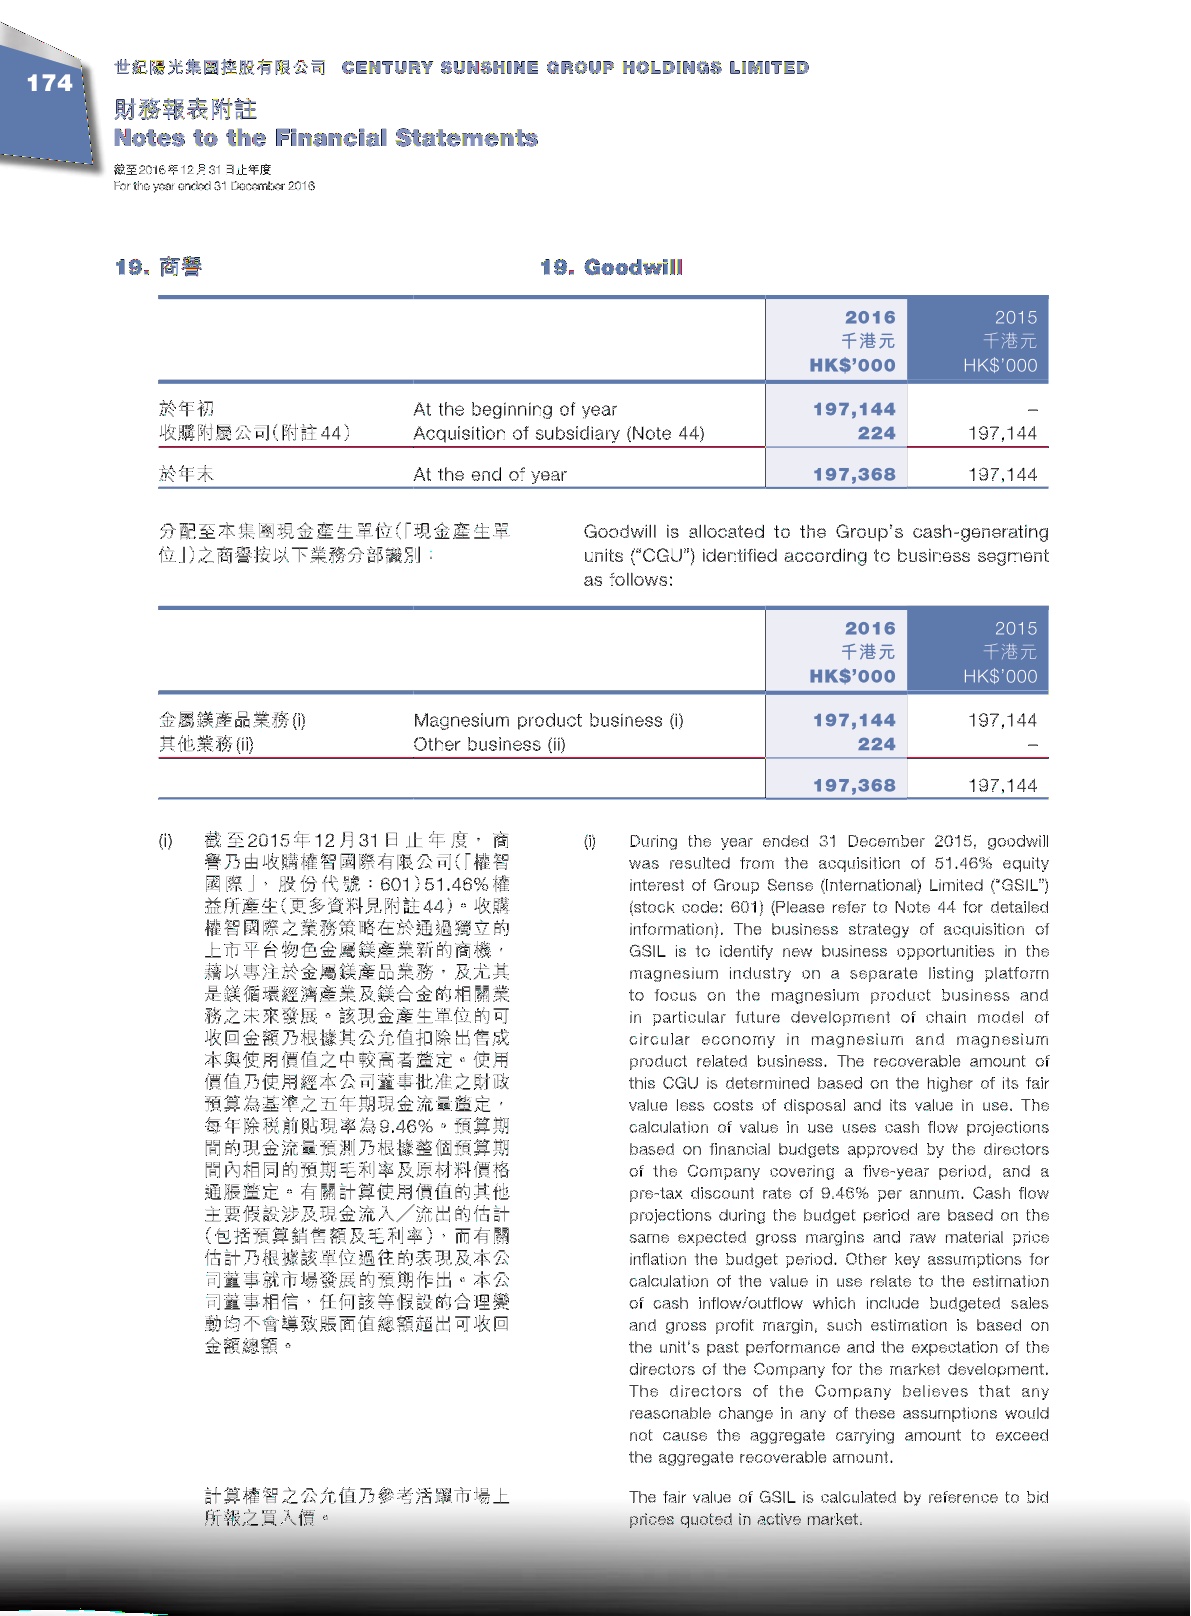 174
世紀陽光集團控股有限公司 CENTURY SUNSHINE GROUP HOLDINGS LIMITED
財務報表附註
Notes to the Financial Statements
截至2016年12月31日止年度
For the year ended 31 December 2016
19. 商譽
19. Goodwill
2016 2015
千港元 千港元
HK$’000 HK$’000
於年初 At the beginning of year 197,144 –
收購附屬公司(附註44) Acquisition of subsidiary (Note 44) 224 197,144
於年末 At the end of year 197,368 197,144
分配至本集團現金產生單位(「現金產生單
位」)之商譽按以下業務分部識別：
Goodwill is allocated to the Group’s cash-generating
units (“CGU”) identified according to business segment
as follows:
2016 2015
千港元 千港元
HK$’000 HK$’000
金屬鎂產品業務(i) Magnesium product business (i) 197,144 197,144
其他業務(ii) Other business (ii) 224 –
197,368 197,144
(i) 截至2015年12月31日止年度，商
譽乃由收購權智國際有限公司(「權智
國際」，股份代號：601)51.46%權
益所產生(更多資料見附註44)。收購
權智國際之業務策略在於通過獨立的
上市平台物色金屬鎂產業新的商機，
藉以專注於金屬鎂產品業務，及尤其
是鎂循環經濟產業及鎂合金的相關業
務之未來發展。該現金產生單位的可
收回金額乃根據其公允值扣除出售成
本與使用價值之中較高者釐定。使用
價值乃使用經本公司董事批准之財政
預算為基準之五年期現金流量釐定，
每年除稅前貼現率為9.46%。預算期
間的現金流量預測乃根據整個預算期
間內相同的預期毛利率及原材料價格
通脹釐定。有關計算使用價值的其他
主要假設涉及現金流入／流出的估計
(包括預算銷售額及毛利率)，而有關
估計乃根據該單位過往的表現及本公
司董事就市場發展的預期作出。本公
司董事相信，任何該等假設的合理變
動均不會導致賬面值總額超出可收回
金額總額。
計算權智之公允值乃參考活躍市場上
所報之買入價。
(i) During the year ended 31 December 2015, goodwill
was resulted from the acquisition of 51.46% equity
interest of Group Sense (International) Limited (“GSIL”)
(stock code: 601) (Please refer to Note 44 for detailed
information). The business strategy of acquisition of
GSIL is to identify new business opportunities in the
magnesium industry on a separate listing platform
to focus on the magnesium product business and
in particular future development of chain model of
circular economy in magnesium and magnesium
product related business. The recoverable amount of
this CGU is determined based on the higher of its fair
value less costs of disposal and its value in use. The
calculation of value in use uses cash flow projections
based on financial budgets approved by the directors
of the Company covering a five-year period, and a
pre-tax discount rate of 9.46% per annum. Cash flow
projections during the budget period are based on the
same expected gross margins and raw material price
inflation the budget period. Other key assumptions for
calculation of the value in use relate to the estimation
of cash inflow/outflow which include budgeted sales
and gross profit margin, such estimation is based on
the unit’s past performance and the expectation of the
directors of the Company for the market development.
The directors of the Company believes that any
reasonable change in any of these assumptions would
not cause the aggregate carrying amount to exceed
the aggregate recoverable amount.
The fair value of GSIL is calculated by reference to bid
prices quoted in active market.